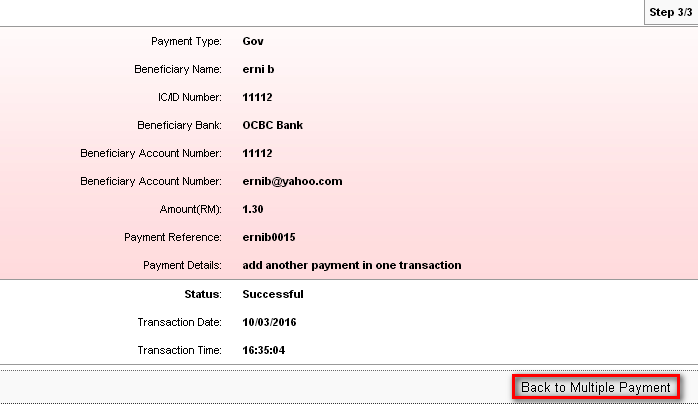 Step 3/3
Payment Type: Gov
Beneficiary Name: erni b
IC/ID Number: 11112
Beneficiary Bank: OCBC Bank
Beneficiary Account Number: 11112
Beneficiary Account Number: ernib@yahoo.com
Amount(RM): 1.30
Payment Reference: ernib0015
Payment Details: add another payment in one transaction
Status: Successful
Transaction Date: 10/03/2016
Transaction Time: 16:35:04
Back to Multiple Payment